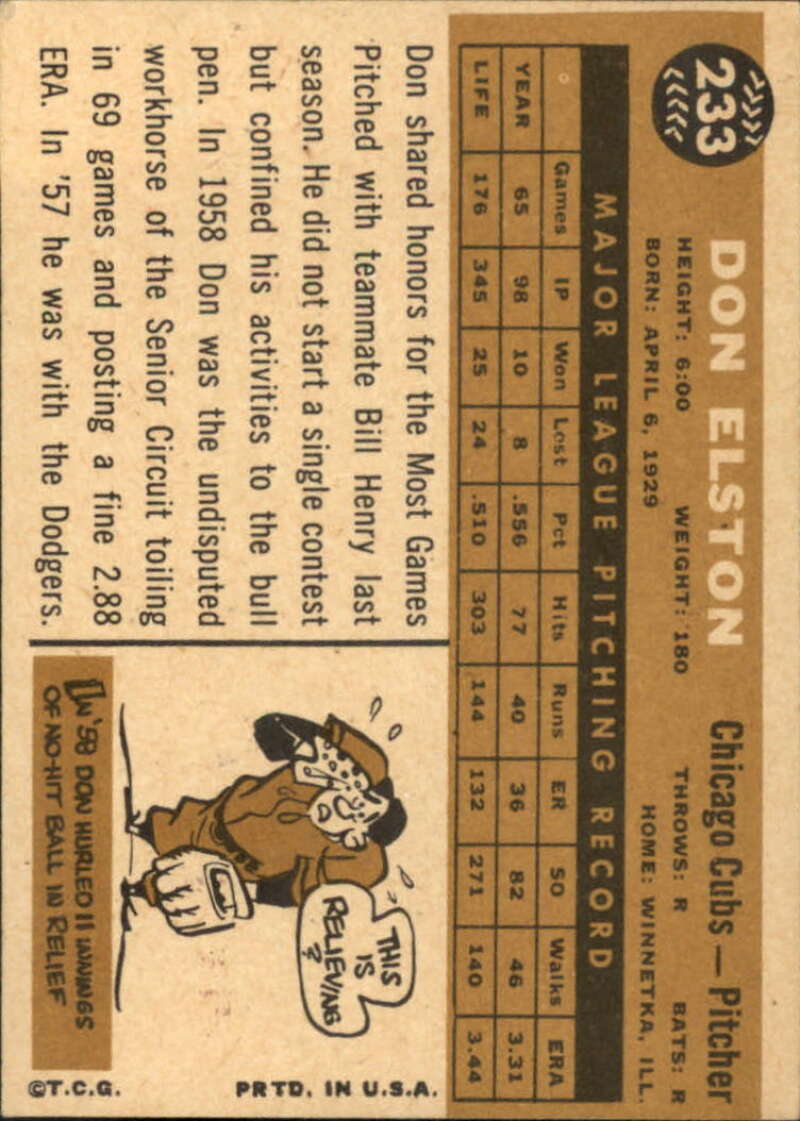 233
DON ELSTON Chicago Cubs — Pitcher
HEIGHT: 6:00 WEIGHT: 180 THROWS: R BATS: R
BORN: APRIL 6, 1929 HOME: WINNETKA, ILL.
MAJOR LEAGUE PITCHING RECORD
Games IP Won Lost Pct Hits Runs ER SO Walks ERA
YEAR 65 98 10 8 .556 77 40 36 82 46 3.31
LIFE 176 345 25 24 .510 303 144 132 271 140 3.44
Don shared honors for the Most Games
Pitched with teammate Bill Henry last
season. He did not start a single contest
but confined his activities to the bull
pen. In 1958 Don was the undisputed
workhorse of the Senior Circuit toiling
in 69 games and posting a fine 2.88
ERA. In '57 he was with the Dodgers.
THIS
IS
RELIEVING
?
IN '58 DON HURLED 11 INNINGS
OF NO-HIT BALL IN RELIEF
©T.C.G. PRTD. IN U.S.A.